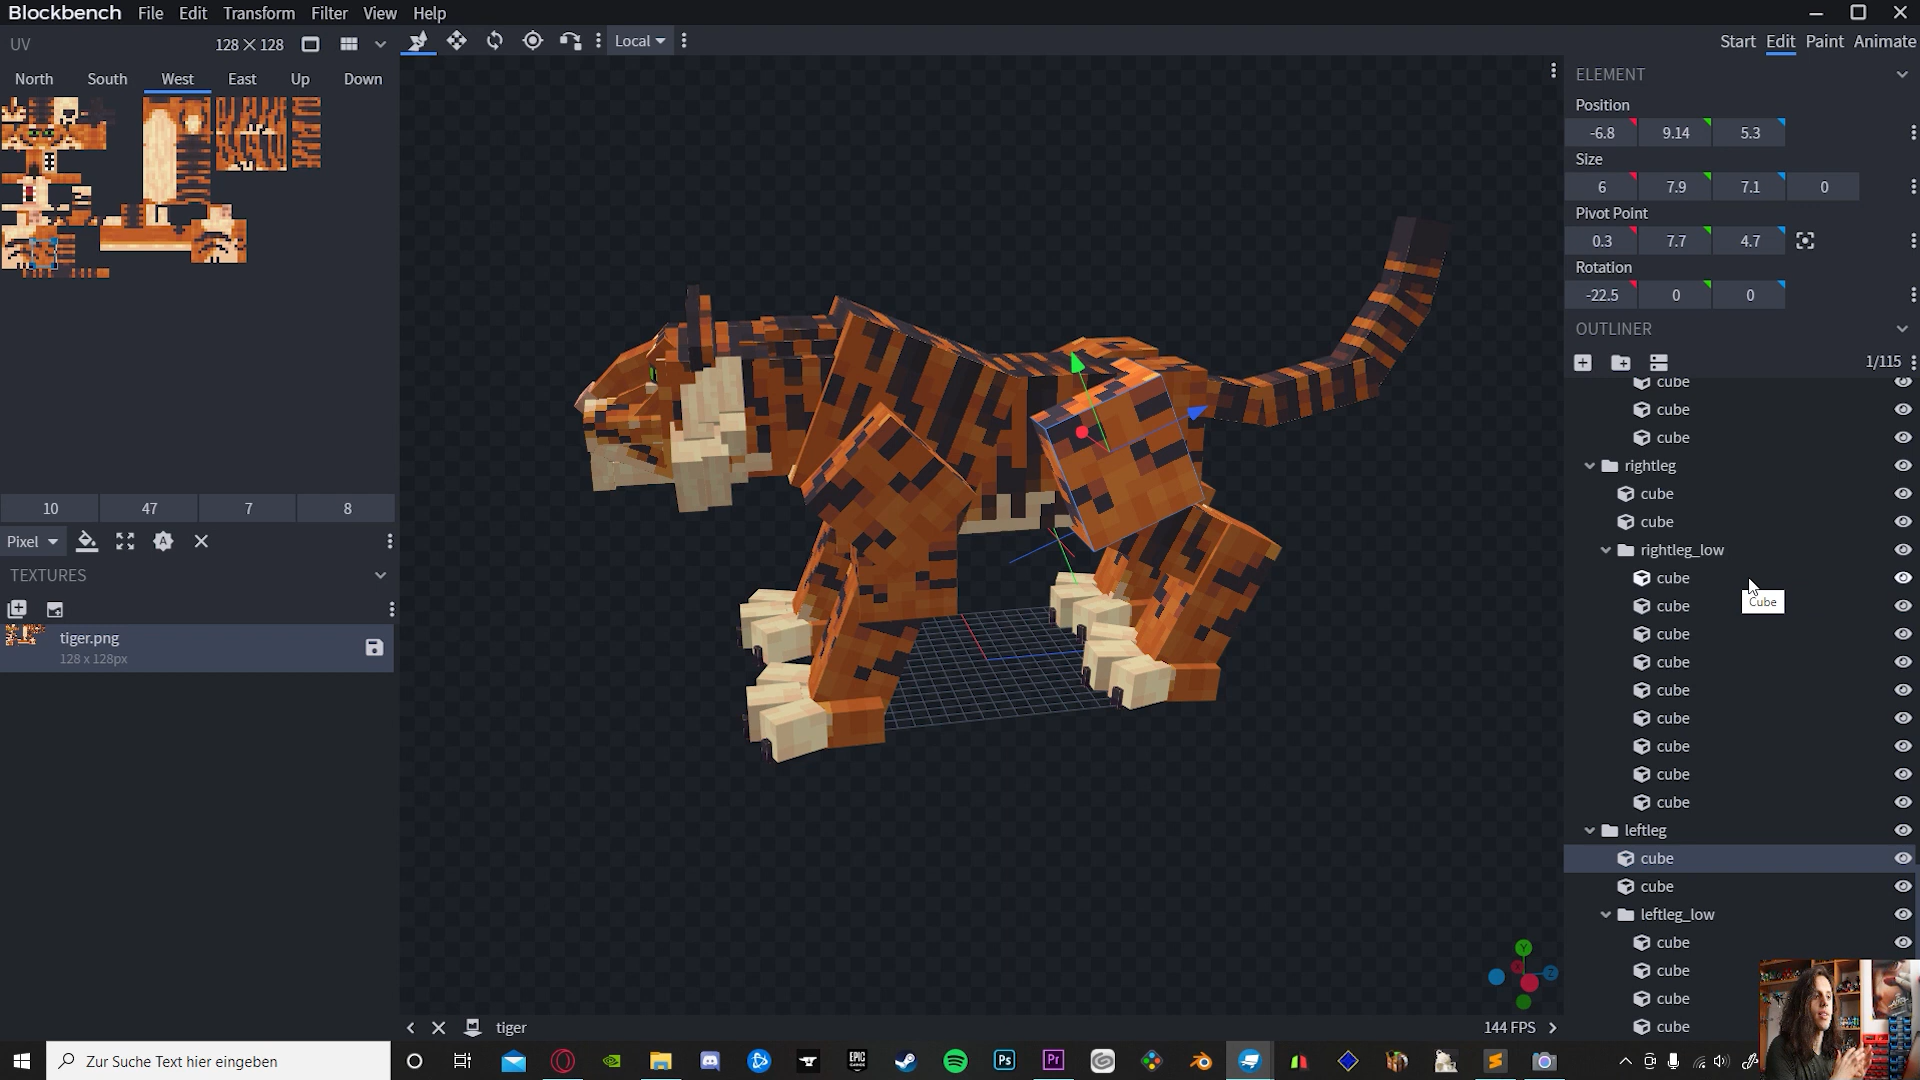 Blockbench File Edit Transform Filter View Help
UV 128 × 128
Local
Start Edit Paint Animate
North South West East Up Down
ELEMENT
Position
-6.8 9.14 5.3
Size
6 7.9 7.1 0
Pivot Point
0.3 7.7 4.7
Rotation
-22.5 0 0
OUTLINER
1/115
cube
cube
cube
rightleg
cube
cube
rightleg_low
cube
Cube
cube
cube
cube
cube
cube
cube
cube
cube
leftleg
cube
cube
leftleg_low
cube
cube
cube
cube
10 47 7 8
Pixel
TEXTURES
tiger.png
128 x 128px
Y
Z
tiger
144 FPS
Zur Suche Text hier eingeben
EPIC GAMES
Ps
Pr